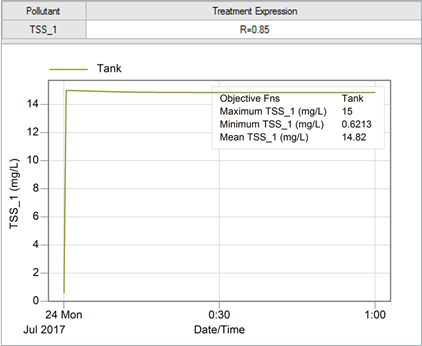 Pollutant Treatment Expression
TSS_1 R=0.85
Tank
Objective Fns Tank
Maximum TSS_1 (mg/L) 15
Minimum TSS_1 (mg/L) 0.6213
Mean TSS_1 (mg/L) 14.82
14
12
10
8
6
4
2
0
TSS_1 (mg/L)
24 Mon 0:30 1:00
Jul 2017 Date/Time